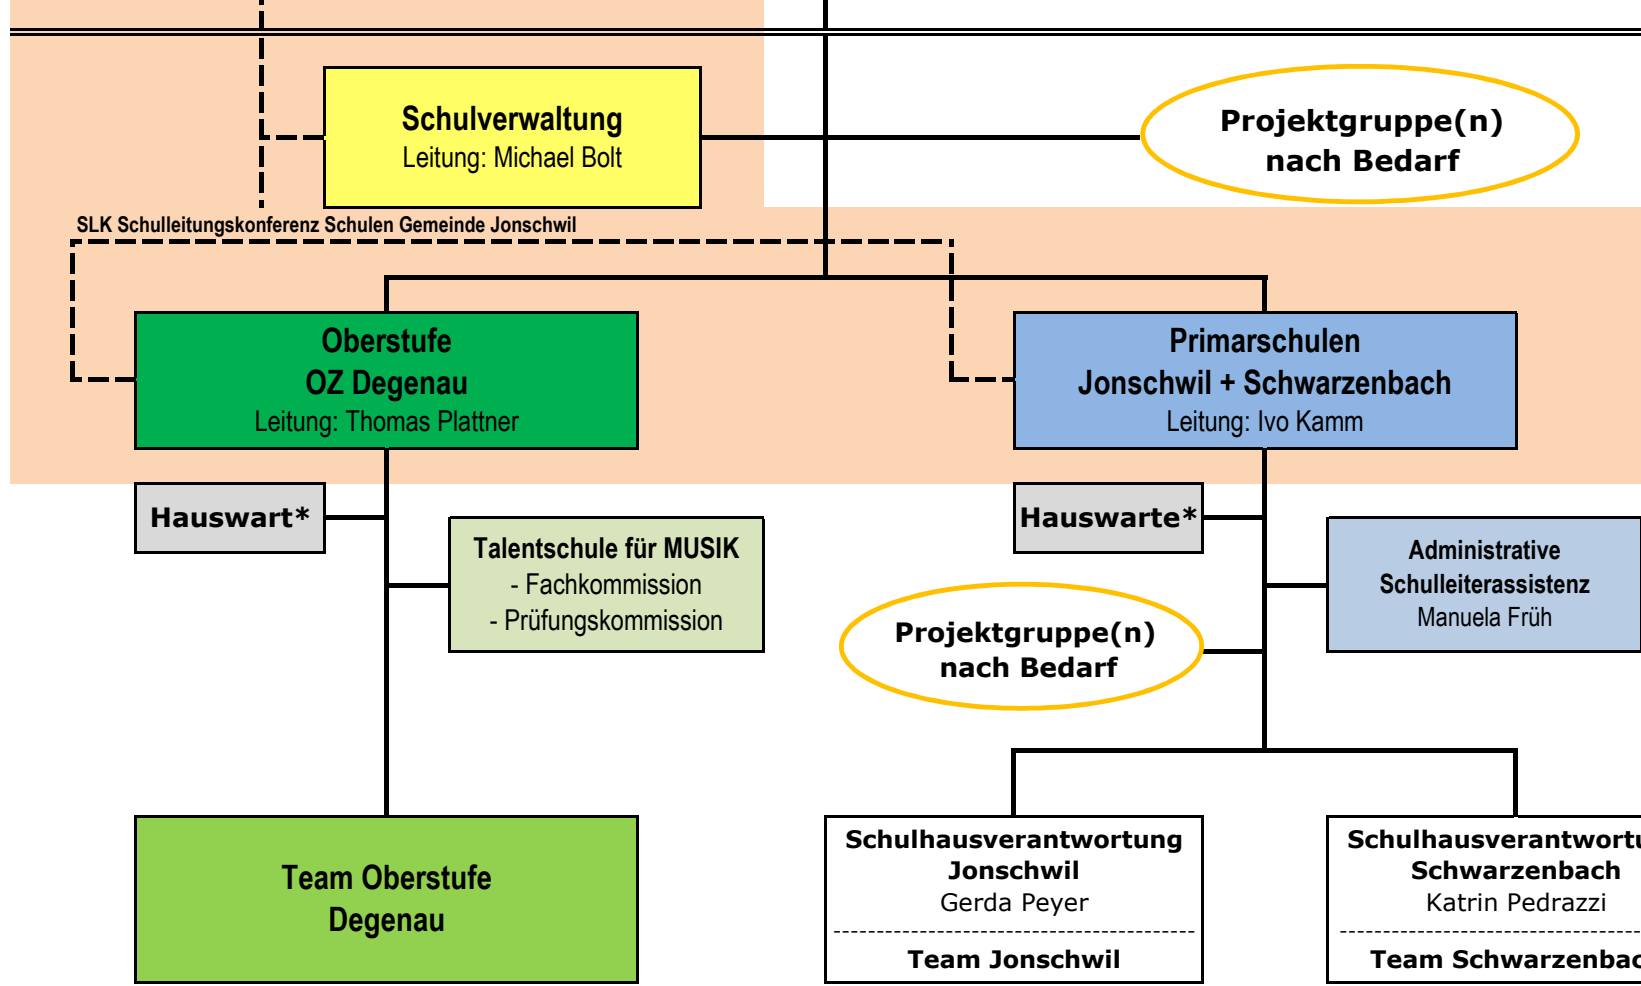 Schulverwaltung
Leitung: Michael Bolt
Projektgruppe(n)
nach Bedarf
SLK Schulleitungskonferenz Schulen Gemeinde Jonschwil
Oberstufe
OZ Degenau
Leitung: Thomas Plattner
Primarschulen
Jonschwil + Schwarzenbach
Leitung: Ivo Kamm
Hauswart*
Talentschule für MUSIK
- Fachkommission
- Prüfungskommission
Hauswarte*
Administrative
Schulleiterassistenz
Manuela Früh
Projektgruppe(n)
nach Bedarf
Team Oberstufe
Degenau
Schulhausverantwortung
Jonschwil
Gerda Peyer
Team Jonschwil
Schwarzenbach
Katrin Pedrazzi
Team